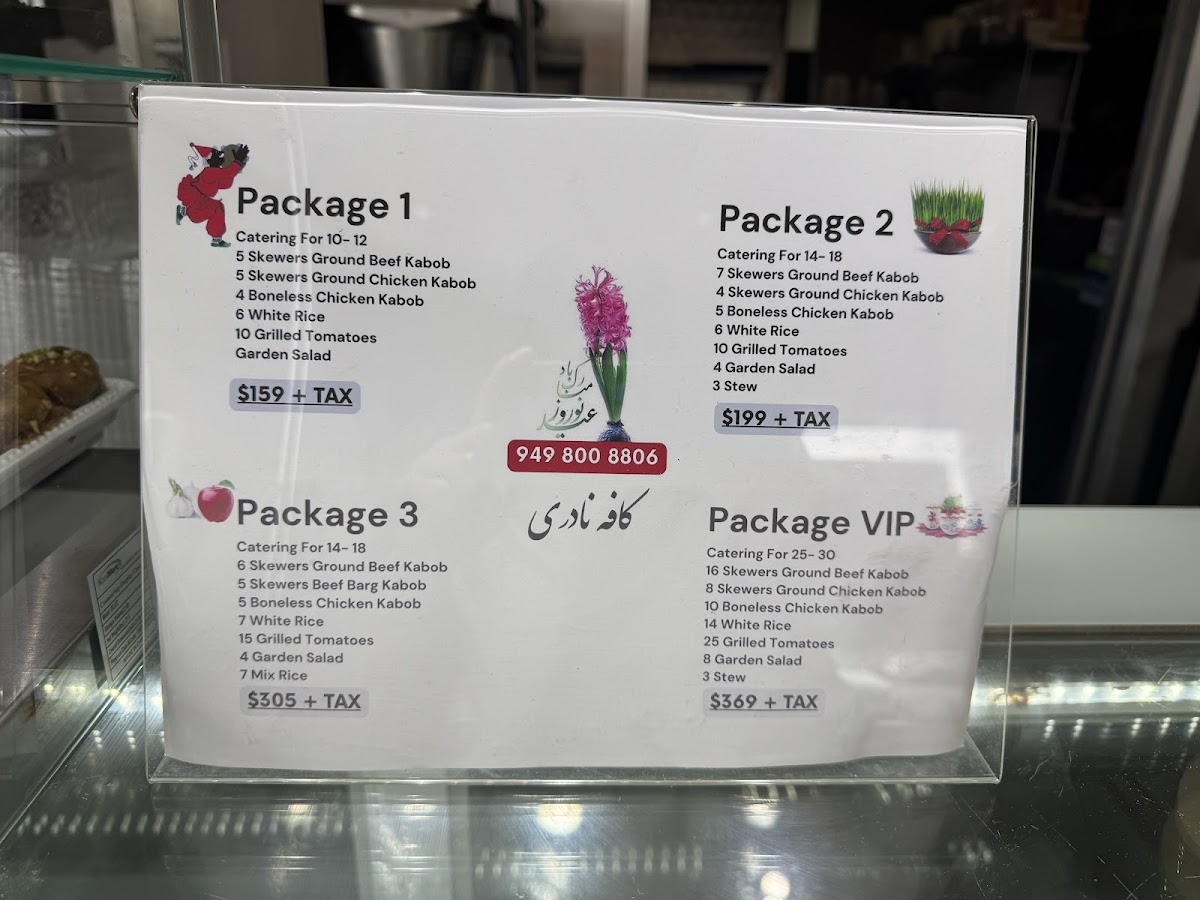 Package 1
Catering For 10- 12
5 Skewers Ground Beef Kabob
5 Skewers Ground Chicken Kabob
4 Boneless Chicken Kabob
6 White Rice
10 Grilled Tomatoes
Garden Salad
$159 + TAX
Package 2
Catering For 14- 18
7 Skewers Ground Beef Kabob
4 Skewers Ground Chicken Kabob
5 Boneless Chicken Kabob
6 White Rice
10 Grilled Tomatoes
4 Garden Salad
3 Stew
$199 + TAX
عید نوروز مبارک باد
949 800 8806
کافه نادری
Package 3
Catering For 14- 18
6 Skewers Ground Beef Kabob
5 Skewers Beef Barg Kabob
5 Boneless Chicken Kabob
7 White Rice
15 Grilled Tomatoes
4 Garden Salad
7 Mix Rice
$305 + TAX
Package VIP
Catering For 25- 30
16 Skewers Ground Beef Kabob
8 Skewers Ground Chicken Kabob
10 Boneless Chicken Kabob
14 White Rice
25 Grilled Tomatoes
8 Garden Salad
3 Stew
$369 + TAX